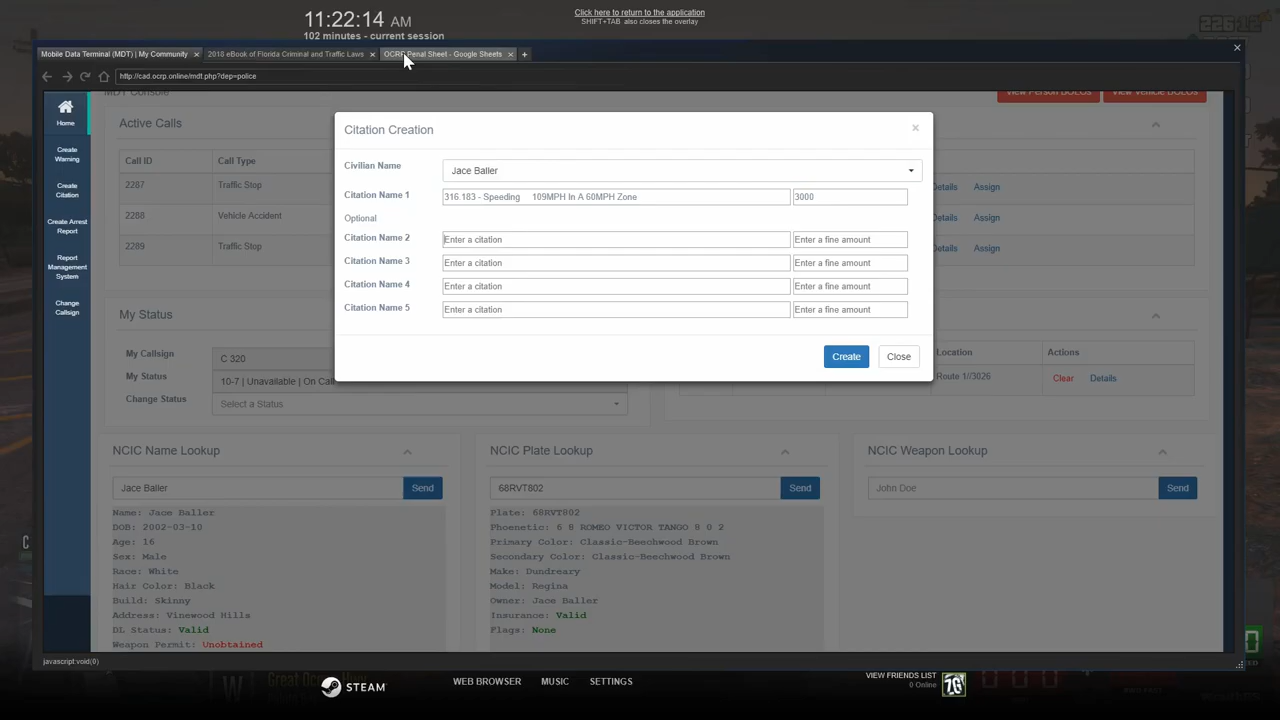 11:22:14 AM
102 minutes - current session
Click here to return to the application
SHIFT+TAB also closes the overlay
Mobile Data Terminal (MDT) | My Community
2016 eBook of Florida Criminal and Traffic Laws
OCRP Penal Sheet - Google Sheets
http://cad.ocrp.online/mdt.php?dep=police
MDT Console
View Person BOLOs
View Vehicle BOLOs
Home
Create Warning
Create Citation
Create Arrest Report
Report Management System
Change Callsign
Active Calls
Call ID
Call Type
2287
Traffic Stop
Details
Assign
2288
Vehicle Accident
Details
Assign
2289
Traffic Stop
Details
Assign
Citation Creation
×
Civilian Name
Jace Baller
Citation Name 1
316.183 - Speeding 109MPH In A 60MPH Zone
3000
Optional
Citation Name 2
Enter a citation
Enter a fine amount
Citation Name 3
Enter a citation
Enter a fine amount
Citation Name 4
Enter a citation
Enter a fine amount
Citation Name 5
Enter a citation
Enter a fine amount
Create
Close
My Status
My Callsign
C 320
My Status
10-7 | Unavailable | On Call
Change Status
Select a Status
Location
Actions
Route 1//3026
Clear
Details
NCIC Name Lookup
Jace Baller
Send
Name: Jace Baller
DOB: 2002-03-10
Age: 16
Sex: Male
Race: White
Hair Color: Black
Build: Skinny
Address: Vinewood Hills
DL Status: Valid
Weapon Permit: Unobtained
NCIC Plate Lookup
68RVT802
Send
Plate: 68RVT802
Phoenetic: 6 8 ROMEO VICTOR TANGO 8 0 2
Primary Color: Classic-Beechwood Brown
Secondary Color: Classic-Beechwood Brown
Make: Dundreary
Model: Regina
Owner: Jace Baller
Insurance: Valid
Flags: None
NCIC Weapon Lookup
John Doe
Send
javascript:void(0)
STEAM
WEB BROWSER
MUSIC
SETTINGS
VIEW FRIENDS LIST
0 Online